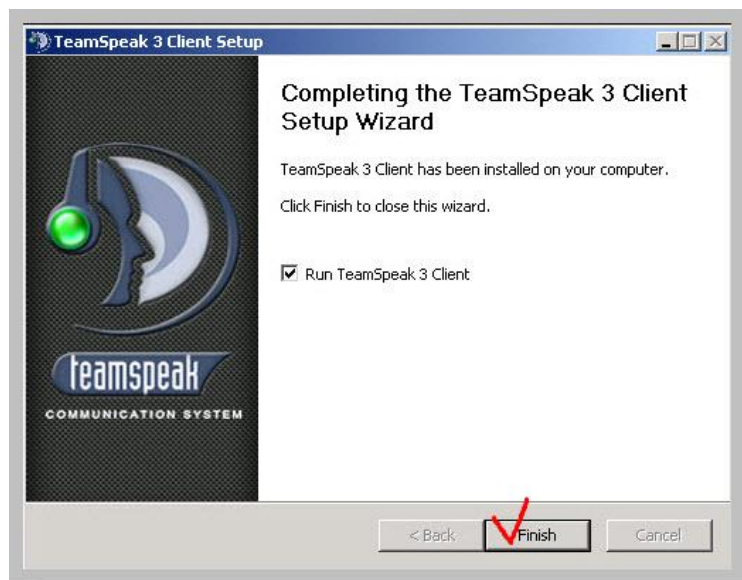 TeamSpeak 3 Client Setup
Completing the TeamSpeak 3 Client
Setup Wizard
TeamSpeak 3 Client has been installed on your computer.
Click Finish to close this wizard.
Run TeamSpeak 3 Client
teamspeak
COMMUNICATION SYSTEM
< Back
Finish
Cancel